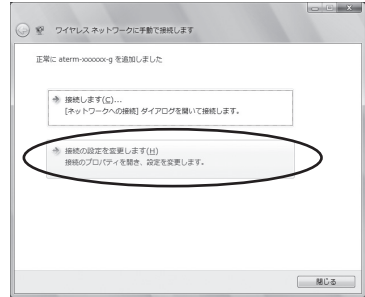 ワイヤレス ネットワークに手動で接続します
正常に aterm-xxxxxx-g を追加しました
接続します(C)...
[ネットワークへの接続] ダイアログを開いて接続します。
接続の設定を変更します(H)
接続のプロパティを開き、設定を変更します。
閉じる